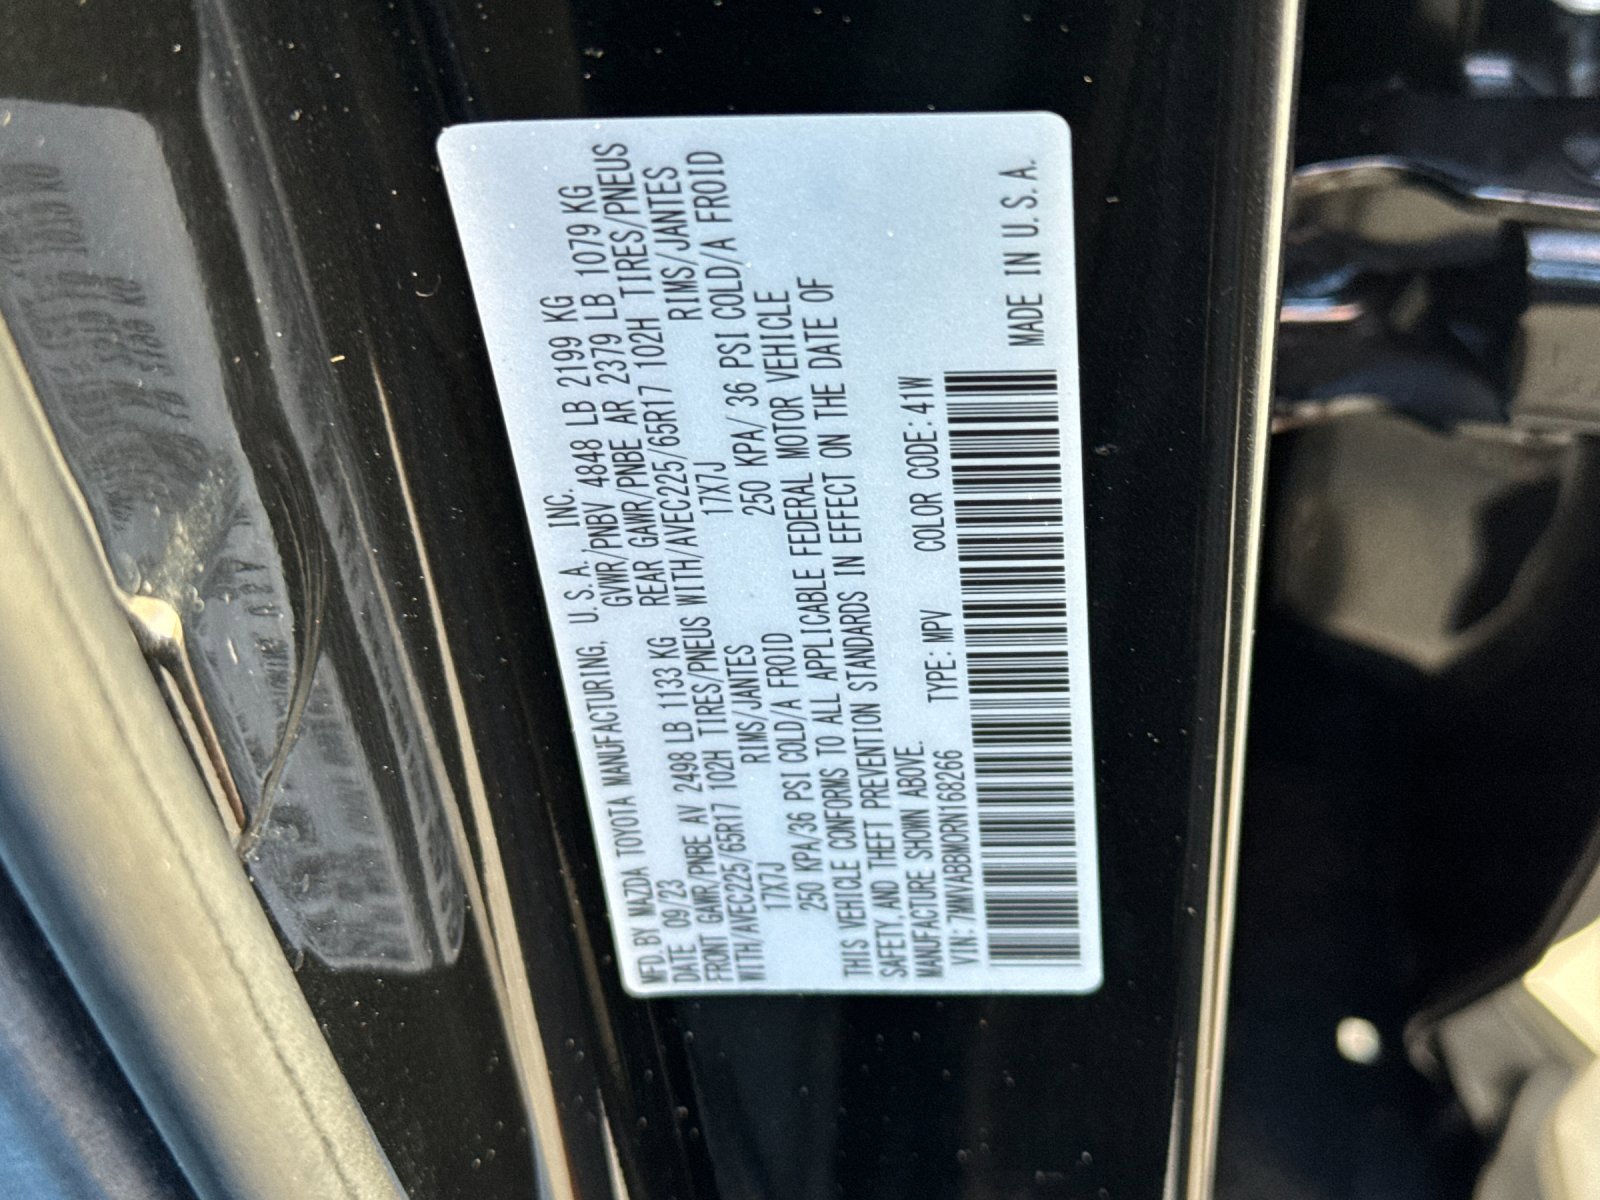 MFD. BY MAZDA TOYOTA MANUFACTURING, U.S.A. INC.
DATE 09/23 GVWR/PNBV 4848 LB 2199 KG
FRONT GAWR/PNBE AV 2498 LB 1133 KG REAR GAWR/PNBE AR 2379 LB 1079 KG
WITH/AVEC225/65R17 102H TIRES/PNEUS WITH/AVEC225/65R17 102H TIRES/PNEUS
17X7J RIMS/JANTES 17X7J RIMS/JANTES
250 KPA/36 PSI COLD/A FROID 250 KPA/36 PSI COLD/A FROID
THIS VEHICLE CONFORMS TO ALL APPLICABLE FEDERAL MOTOR VEHICLE
SAFETY, AND THEFT PREVENTION STANDARDS IN EFFECT ON THE DATE OF
MANUFACTURE SHOWN ABOVE.
VIN: 7MMVABBM0RN168266 TYPE: MPV COLOR CODE: 41W
MADE IN U.S.A.